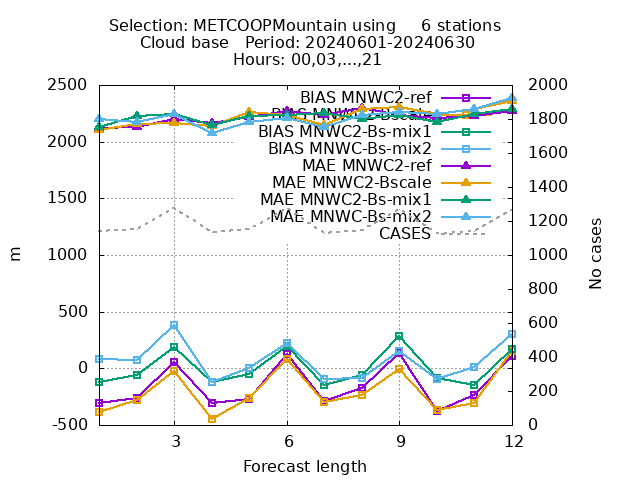 Selection: METCOOPMountain using     6 stations
Cloud base   Period: 20240601-20240630
Hours: 00,03,...,21
2500
2000
1500
1000
500
0
-500
m
2000
1800
1600
1400
1200
1000
800
600
400
200
0
No cases
BIAS MNWC2-ref
BIAS MNWC2-Bscale
BIAS MNWC2-Bs-mix1
BIAS MNWC-Bs-mix2
MAE MNWC2-ref
MAE MNWC2-Bscale
MAE MNWC2-Bs-mix1
MAE MNWC-Bs-mix2
CASES
3
6
9
12
Forecast length